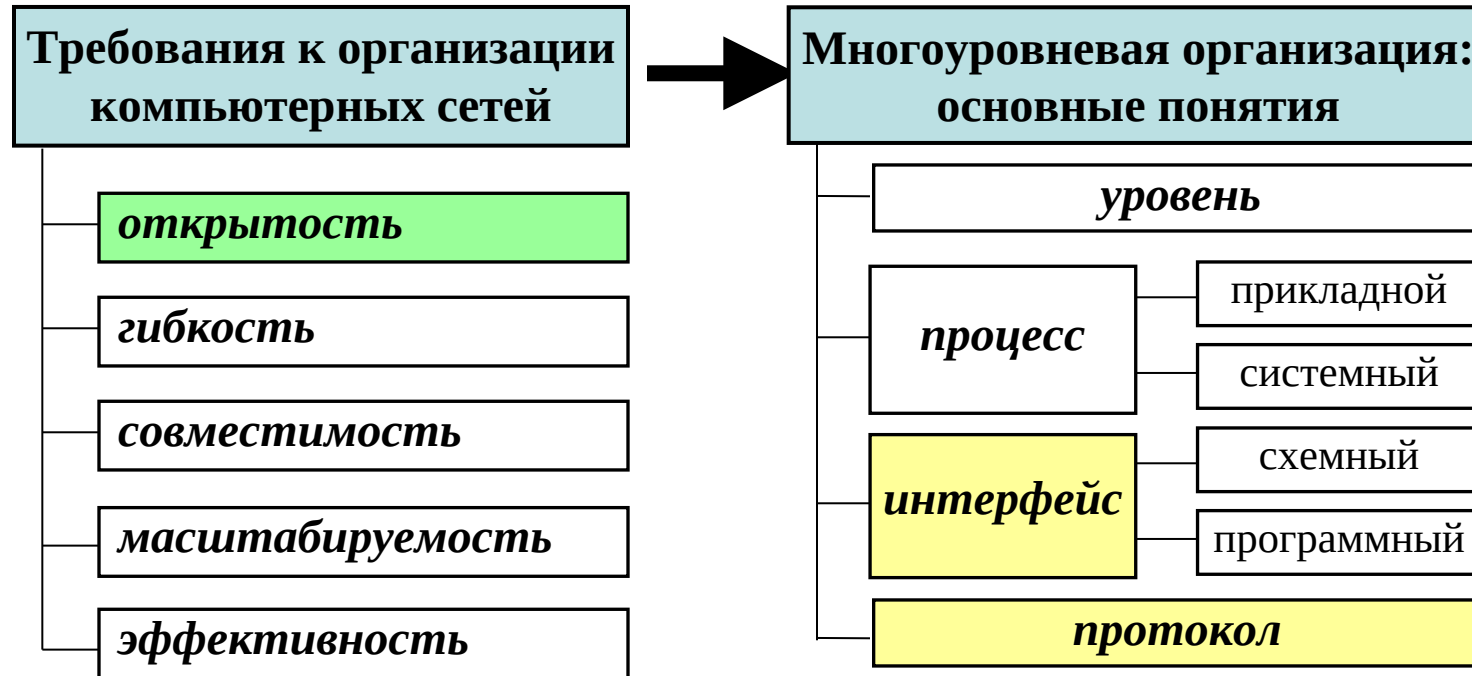 Требования к организации
компьютерных сетей
открытость
гибкость
совместимость
масштабируемость
эффективность
Многоуровневая организация:
основные понятия
уровень
процесс
прикладной
системный
интерфейс
схемный
программный
протокол